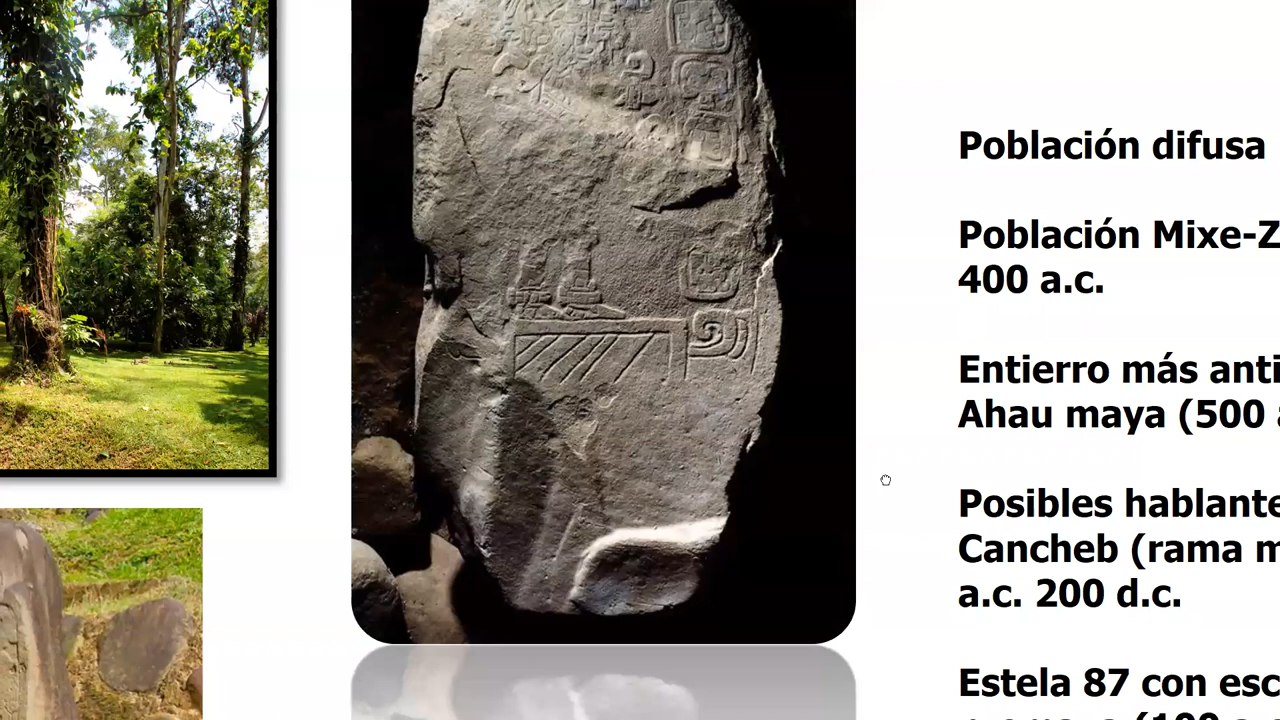 Población difusa
Población Mixe-Z
400 a.c.
Entierro más anti
Ahau maya (500 a
Posibles hablante
Cancheb (rama m
a.c. 200 d.c.
Estela 87 con esc